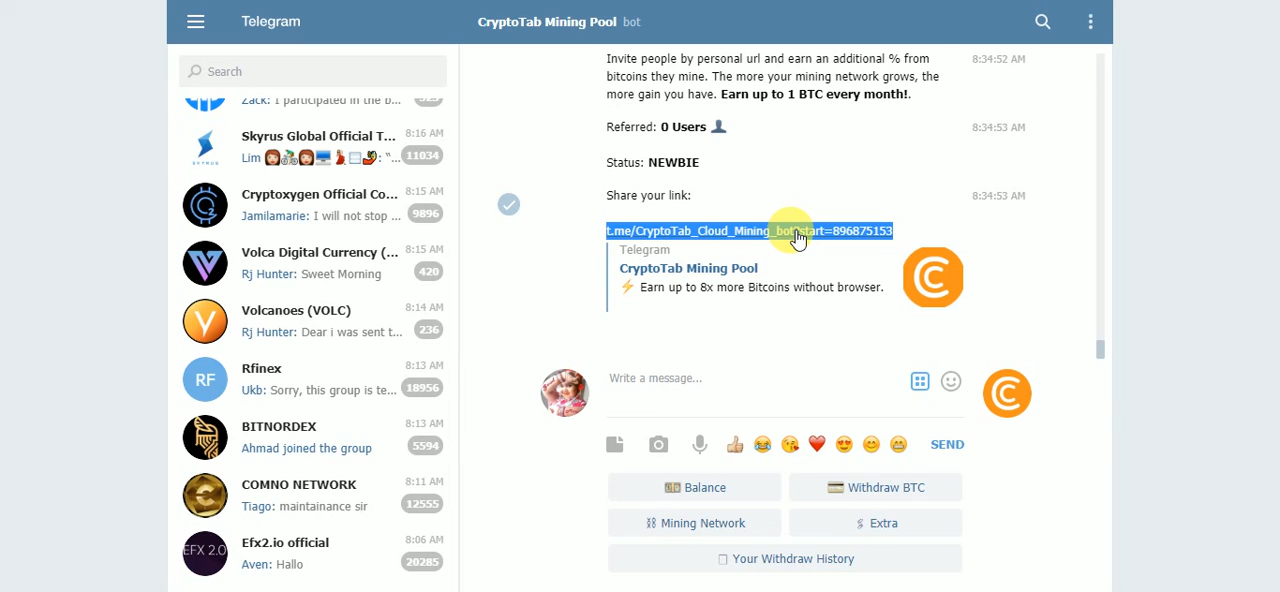 Telegram
CryptoTab Mining Pool bot
Search
Zack: I participated in the b...
Skyrus Global Official T... 8:16 AM
Lim 👩🏻🚴👩🏻🖥️💃🤳: “... 11034
Cryptoxygen Official Co... 8:15 AM
Jamilamarie: I will not stop ... 9896
Volca Digital Currency (... 8:15 AM
Rj Hunter: Sweet Morning 420
Volcanoes (VOLC) 8:14 AM
Rj Hunter: Dear i was sent t... 236
Rfinex 8:13 AM
RF
Ukb: Sorry, this group is te... 18956
BITNORDEX 8:13 AM
Ahmad joined the group 5594
COMNO NETWORK 8:11 AM
Tiago: maintainance sir 12555
Efx2.io official 8:06 AM
EFX 2.0
Aven: Hallo 20285
Invite people by personal url and earn an additional % from 8:34:52 AM
bitcoins they mine. The more your mining network grows, the
more gain you have. Earn up to 1 BTC every month!.
Referred: 0 Users 👤 8:34:53 AM
Status: NEWBIE
Share your link: 8:34:53 AM
t.me/CryptoTab_Cloud_Mining_bot?start=896875153
Telegram
CryptoTab Mining Pool
⚡ Earn up to 8x more Bitcoins without browser.
Write a message...
👍 😂 😘 ❤️ 😍 😊 😁 SEND
💵 Balance
💳 Withdraw BTC
⛓ Mining Network
🖇 Extra
📋 Your Withdraw History